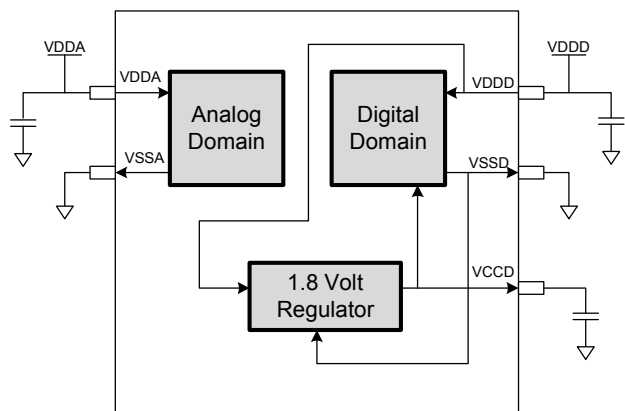 VDDA
VDDD
VDDA
Analog
Domain
Digital
Domain
VDDD
VSSA
VSSD
1.8 Volt
Regulator
VCCD